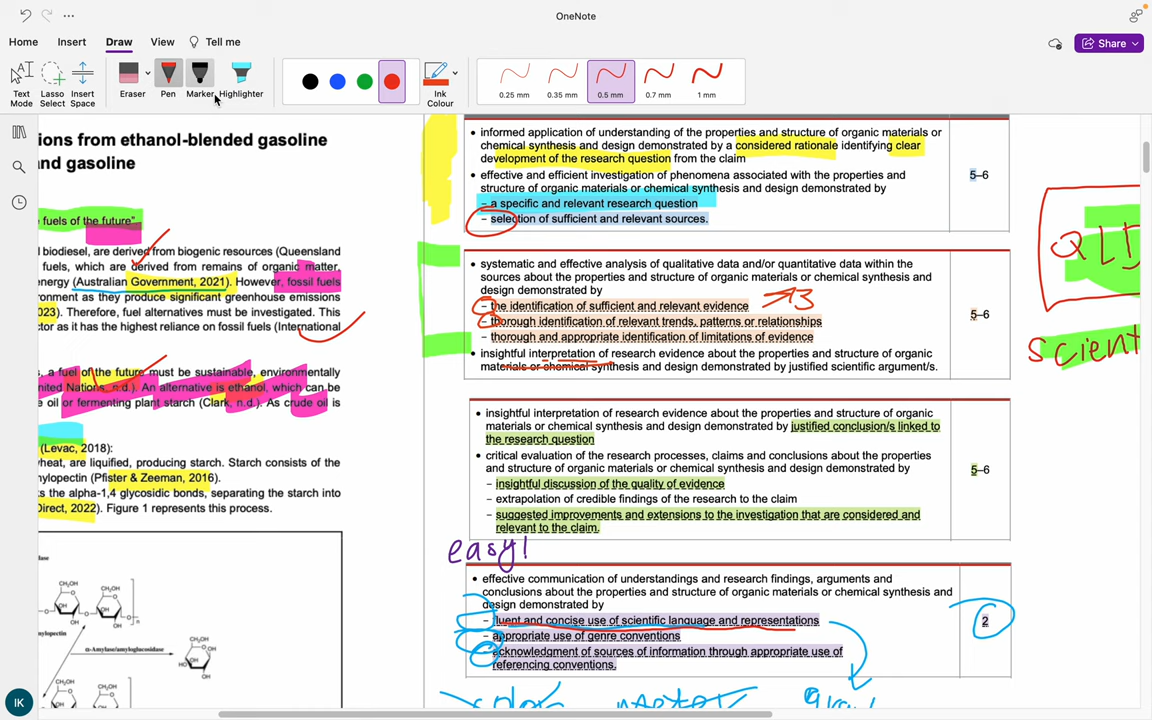 OneNote
Home Insert Draw View Tell me
Share
Text Mode
Lasso Select
Insert Space
Eraser
Pen
Marker
Highlighter
Ink Colour
0.25 mm
0.35 mm
0.5 mm
0.7 mm
1 mm
ions from ethanol-blended gasoline
and gasoline
fuels of the future"
l biodiesel, are derived from biogenic resources (Queensland
fuels, which are derived from remains of organic matter,
nergy (Australian Government, 2021). However, fossil fuels
onment as they produce significant greenhouse emissions
023). Therefore, fuel alternatives must be investigated. This
ctor as it has the highest reliance on fossil fuels (International
, a fuel of the future must be sustainable, environmentally
nited Nations, n.d.). An alternative is ethanol, which can be
e oil or fermenting plant starch (Clark, n.d.). As crude oil is
(Levac, 2018):
wheat, are liquified, producing starch. Starch consists of the
nylopectin (Pfister & Zeeman, 2016).
s the alpha-1,4 glycosidic bonds, separating the starch into
Direct, 2022). Figure 1 represents this process.
lase
CH₂OH CH₂OH
nylopectin
α-Amylase/amyloglucosidase
CH₂OH
CH₂OH
• informed application of understanding of the properties and structure of organic materials or
chemical synthesis and design demonstrated by a considered rationale identifying clear
development of the research question from the claim
• effective and efficient investigation of phenomena associated with the properties and
structure of organic materials or chemical synthesis and design demonstrated by
– a specific and relevant research question
– selection of sufficient and relevant sources.
5–6
• systematic and effective analysis of qualitative data and/or quantitative data within the
sources about the properties and structure of organic materials or chemical synthesis and
design demonstrated by
– the identification of sufficient and relevant evidence
– thorough identification of relevant trends, patterns or relationships
– thorough and appropriate identification of limitations of evidence
• insightful interpretation of research evidence about the properties and structure of organic
materials or chemical synthesis and design demonstrated by justified scientific argument/s.
5–6
3
• insightful interpretation of research evidence about the properties and structure of organic
materials or chemical synthesis and design demonstrated by justified conclusion/s linked to
the research question
• critical evaluation of the research processes, claims and conclusions about the properties
and structure of organic materials or chemical synthesis and design demonstrated by
– insightful discussion of the quality of evidence
– extrapolation of credible findings of the research to the claim
– suggested improvements and extensions to the investigation that are considered and
relevant to the claim.
5–6
easy!
• effective communication of understandings and research findings, arguments and
conclusions about the properties and structure of organic materials or chemical synthesis and
design demonstrated by
– fluent and concise use of scientific language and representations
– appropriate use of genre conventions
– acknowledgment of sources of information through appropriate use of
referencing conventions.
2
QLD
scient
IK